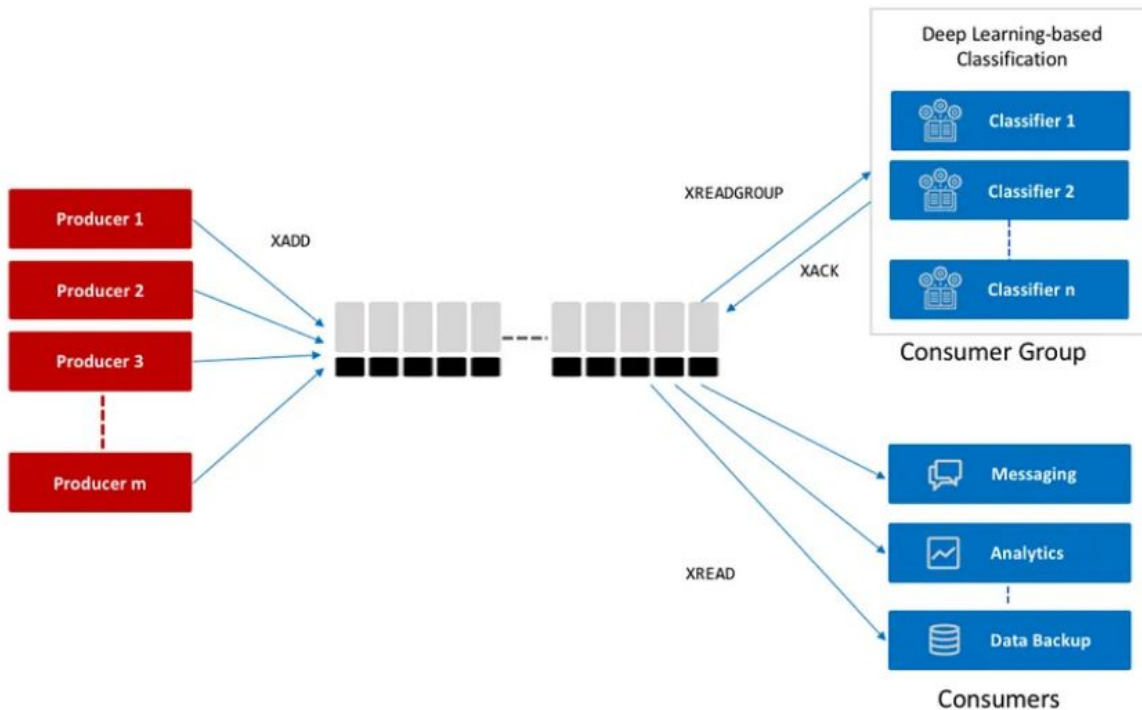 Deep Learning-based
Classification
Classifier 1
Classifier 2
Classifier n
Consumer Group
XREADGROUP
XACK
Producer 1
Producer 2
Producer 3
Producer m
XADD
XREAD
Messaging
Analytics
Data Backup
Consumers